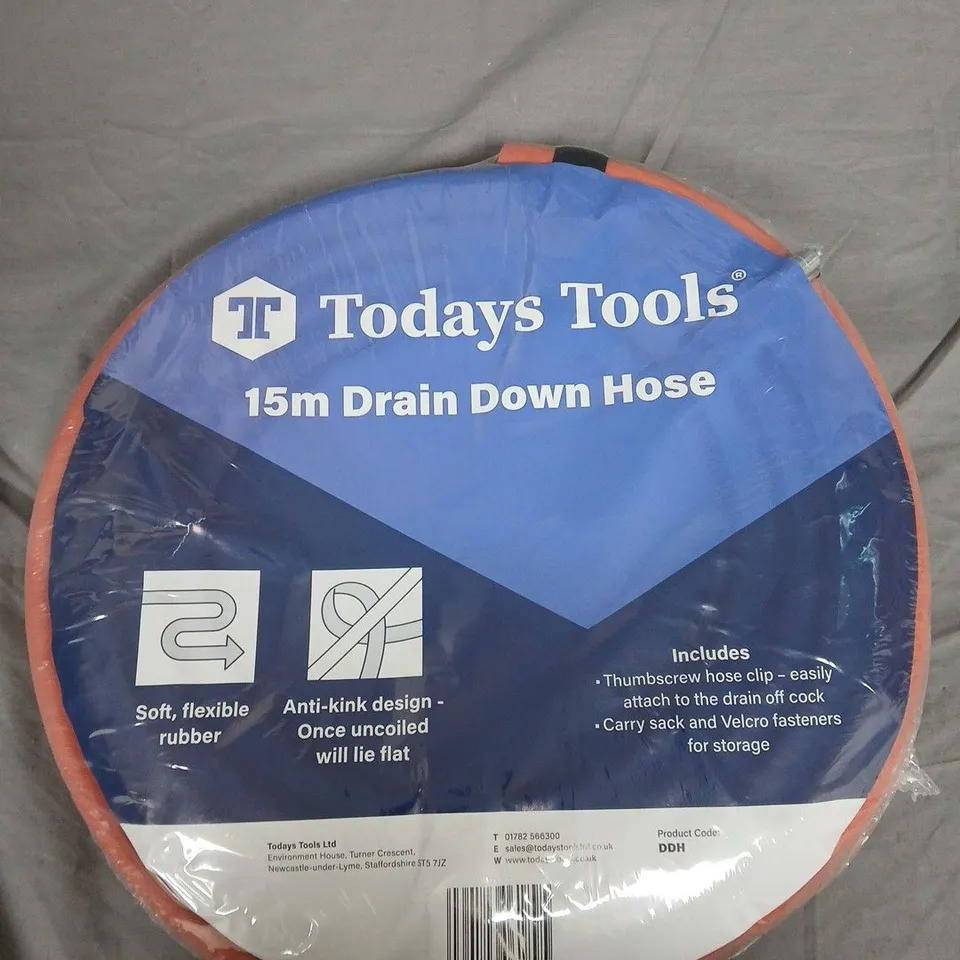 T Todays Tools®
15m Drain Down Hose
Soft, flexible
rubber
Anti-kink design -
Once uncoiled
will lie flat
Includes
• Thumbscrew hose clip – easily
attach to the drain off cock
• Carry sack and Velcro fasteners
for storage
Todays Tools Ltd
Environment House, Turner Crescent,
Newcastle-under-Lyme, Staffordshire ST5 7JZ
T 01782 566300
E
W
Product Code:
DDH